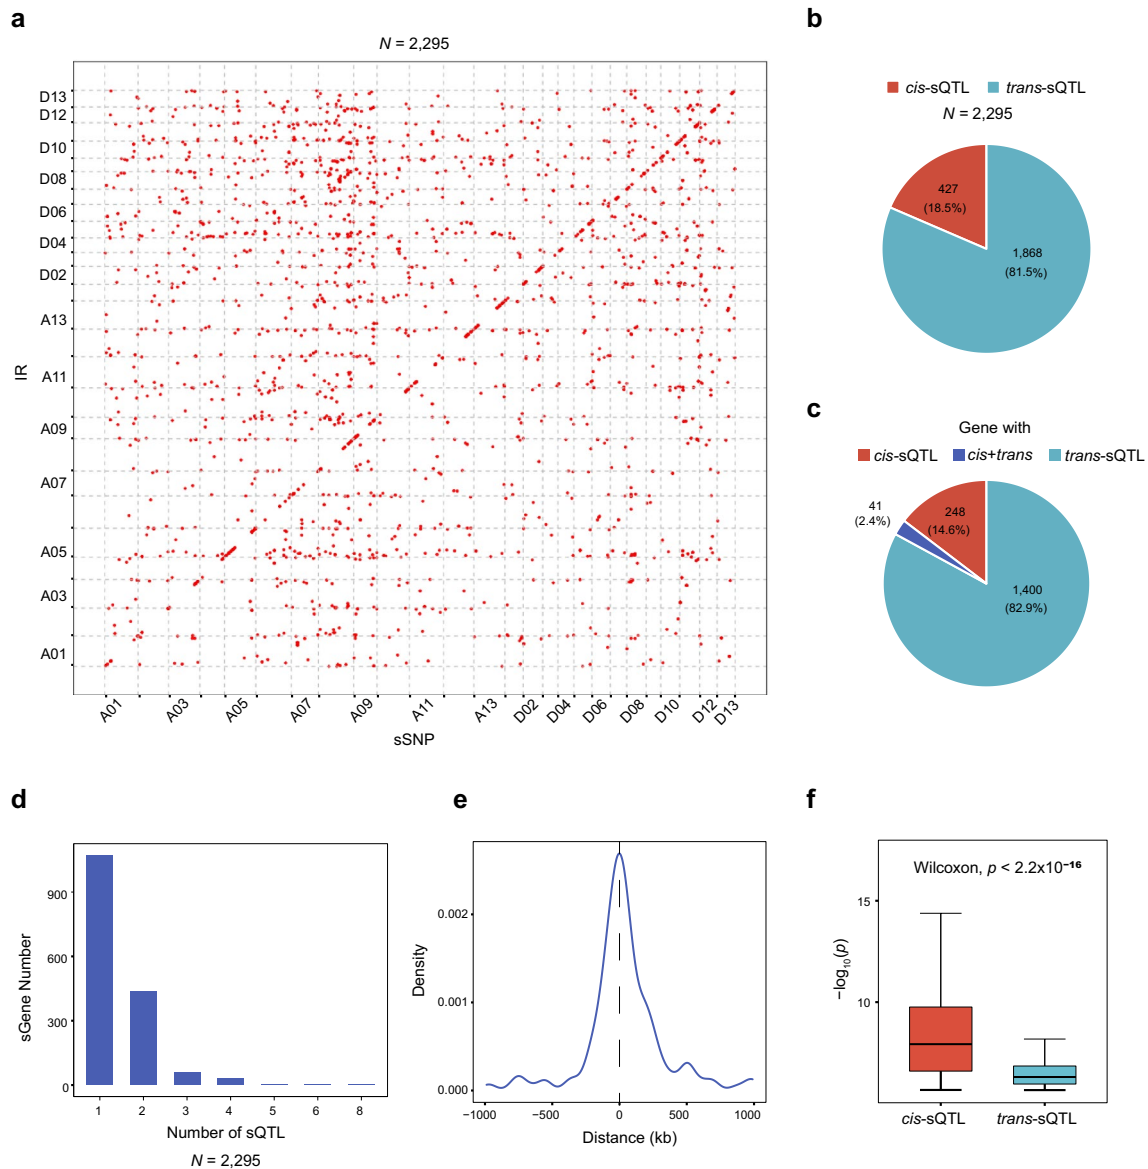 a
N = 2,295
D13
D12
D10
D08
D06
D04
D02
A13
A11
A09
A07
A05
A03
A01
IR
A01
A03
A05
A07
A09
A11
A13
D02
D04
D06
D08
D10
D12
D13
sSNP
b
cis-sQTL trans-sQTL
N = 2,295
427
(18.5%)
1,868
(81.5%)
c
Gene with
cis-sQTL cis+trans trans-sQTL
41
(2.4%)
248
(14.6%)
1,400
(82.9%)
d
900
600
300
0
sGene Number
1 2 3 4 5 6 8
Number of sQTL
N = 2,295
e
0.002
0.001
0.000
Density
−1000 −500 0 500 1000
Distance (kb)
f
Wilcoxon, p < 2.2x10⁻¹⁶
15
10
−log₁₀(p)
cis-sQTL trans-sQTL